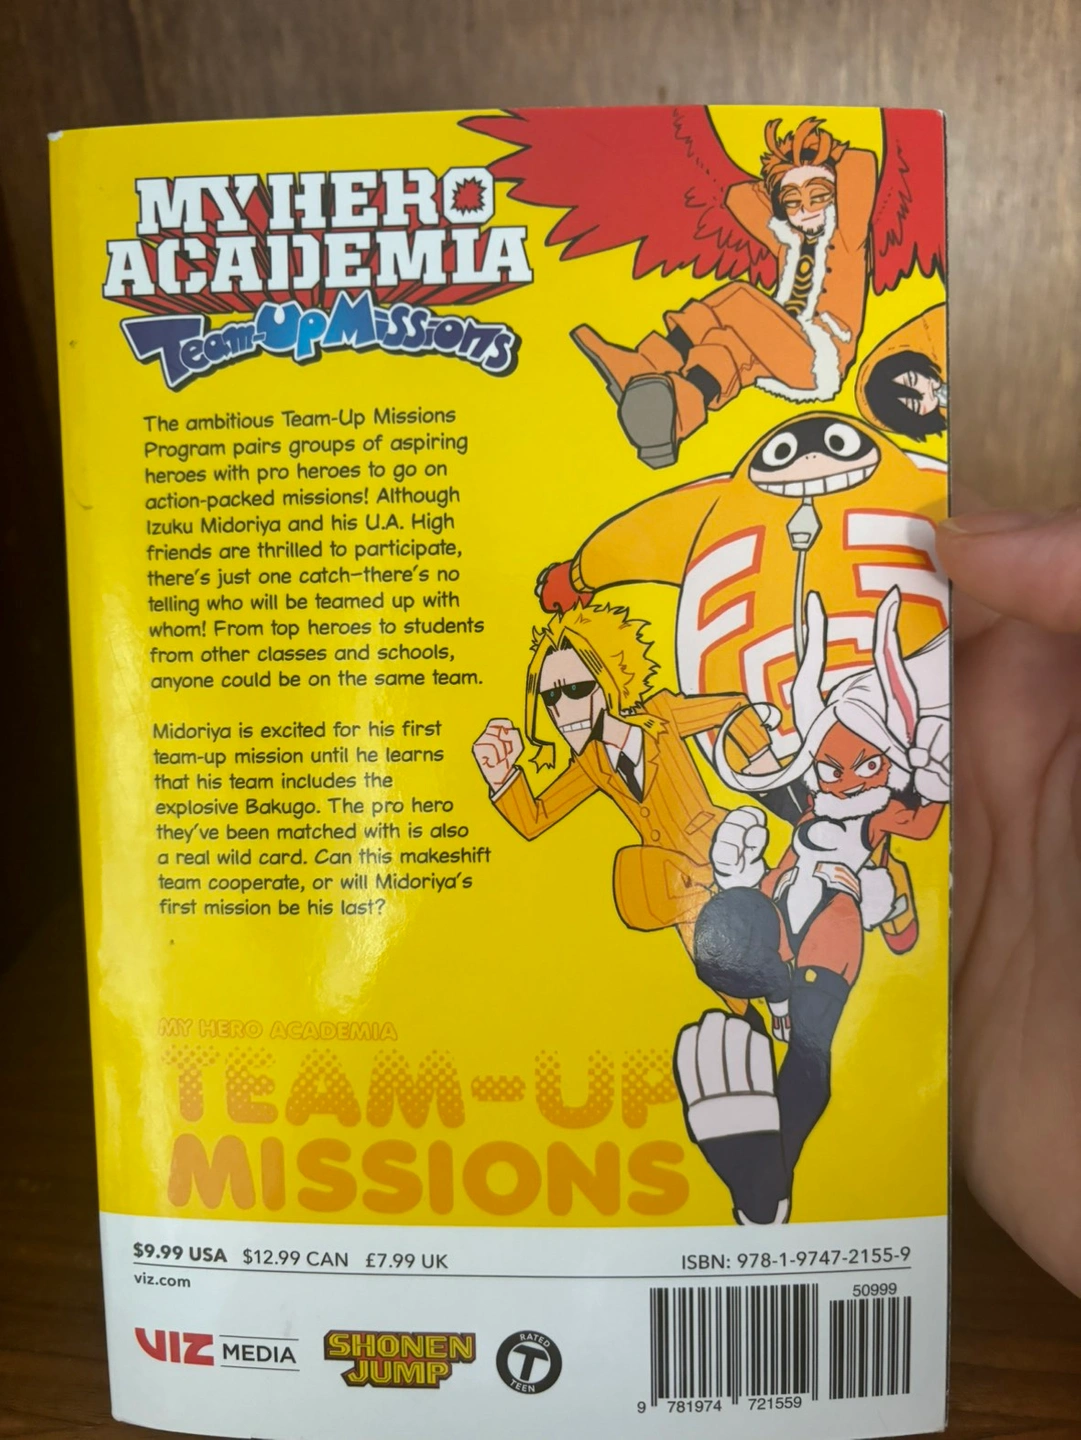 MY HERO
ACADEMIA
Team-Up Missions
The ambitious Team-Up Missions
Program pairs groups of aspiring
heroes with pro heroes to go on
action-packed missions! Although
Izuku Midoriya and his U.A. High
friends are thrilled to participate,
there's just one catch—there's no
telling who will be teamed up with
whom! From top heroes to students
from other classes and schools,
anyone could be on the same team.
Midoriya is excited for his first
team-up mission until he learns
that his team includes the
explosive Bakugo. The pro hero
they've been matched with is also
a real wild card. Can this makeshift
team cooperate, or will Midoriya's
first mission be his last?
MY HERO ACADEMIA
TEAM-UP
MISSIONS
$9.99 USA $12.99 CAN £7.99 UK
ISBN: 978-1-9747-2155-9
viz.com
50999
VIZ MEDIA
SHONEN
JUMP
RATED
T
TEEN
9 781974 721559